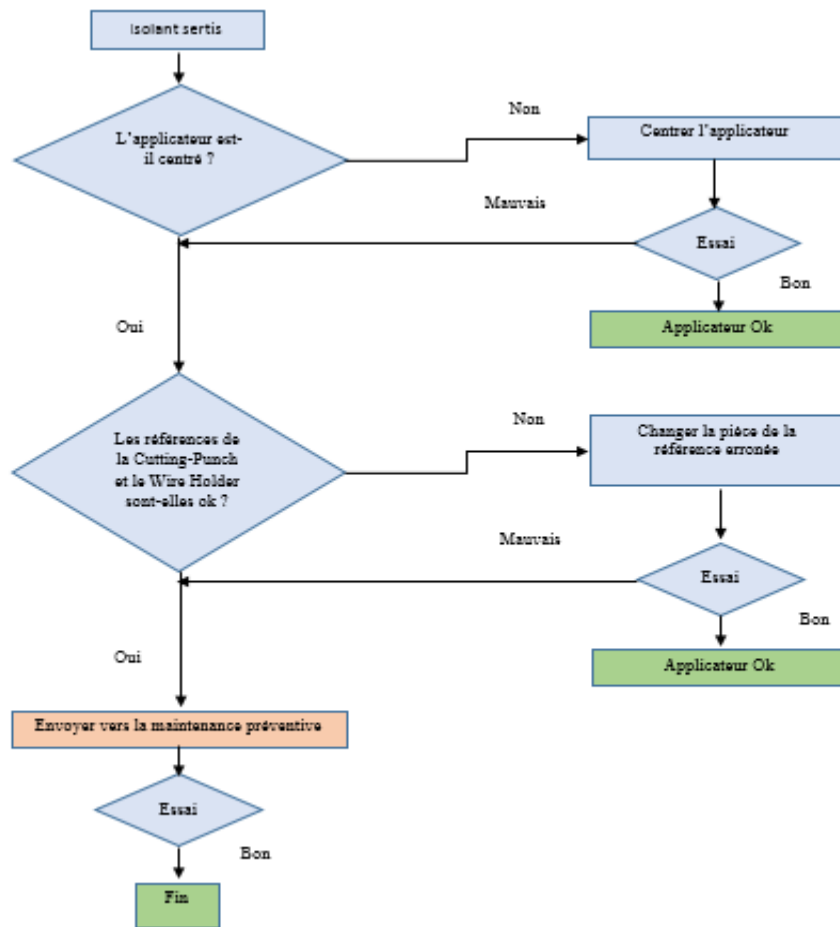 Isolant sertis
L'applicateur est-
il centré ?
Non
Centrer l'applicateur
Mauvais
Essai
Bon
Oui
Applicateur Ok
Les références de
la Cutting-Punch
et le Wire Holder
sont-elles ok ?
Non
Changer la pièce de la
référence erronée
Mauvais
Essai
Bon
Oui
Applicateur Ok
Envoyer vers la maintenance préventive
Essai
Bon
Fin